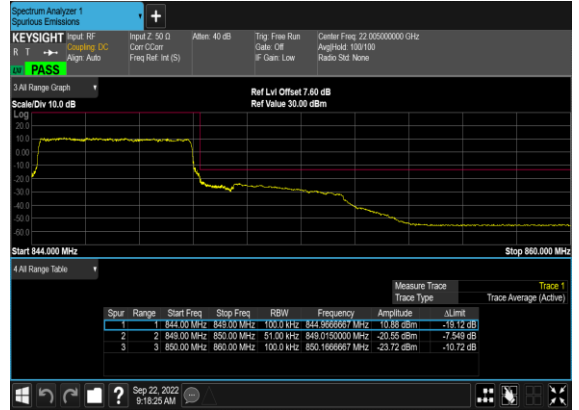 Spectrum Analyzer 1
Spurious Emissions
+
KEYSIGHT Input: RF Input Z: 50 Ω Atten: 40 dB Trig: Free Run Center Freq: 22.005000000 GHz
R T Coupling: DC Corr CCorr Gate: Off Avg|Hold: 100/100
Align: Auto Freq Ref: Int (S) IF Gain: Low Radio Std: None
LW PASS
3 All Range Graph
Ref Lvl Offset 7.60 dB
Scale/Div 10.0 dB Ref Value 30.00 dBm
Log
20.0
10.0
0.00
-10.0
-20.0
-30.0
-40.0
-50.0
-60.0
Start 844.000 MHz Stop 860.000 MHz
4 All Range Table
Measure Trace Trace 1
Trace Type Trace Average (Active)
Spur Range Start Freq Stop Freq RBW Frequency Amplitude ΔLimit
1 1 844.00 MHz 849.00 MHz 100.0 kHz 844.9666667 MHz 10.88 dBm -19.12 dB
2 2 849.00 MHz 850.00 MHz 51.00 kHz 849.0150000 MHz -20.55 dBm -7.549 dB
3 3 850.00 MHz 860.00 MHz 100.0 kHz 850.1666667 MHz -23.72 dBm -10.72 dB
? Sep 22, 2022
9:18:25 AM